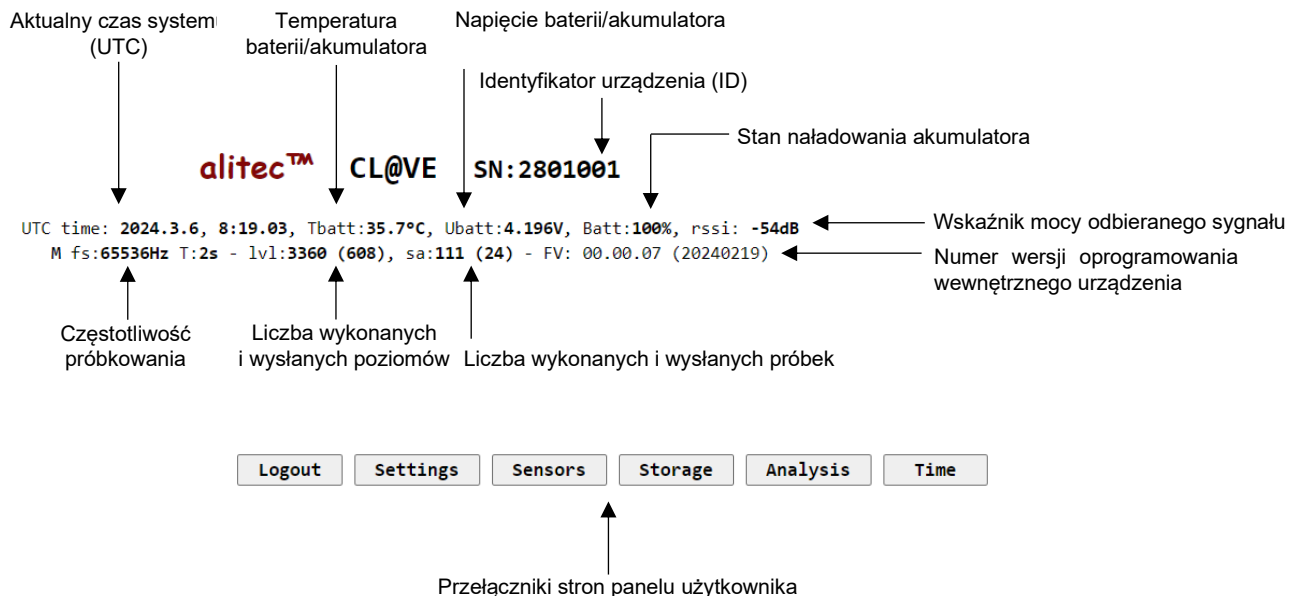 Aktualny czas systemu
(UTC)
Temperatura
baterii/akumulatora
Napięcie baterii/akumulatora
Identyfikator urządzenia (ID)
Stan naładowania akumulatora
alitec™ CL@VE SN:2801001
UTC time: 2024.3.6, 8:19.03, Tbatt:35.7°C, Ubatt:4.196V, Batt:100%, rssi: -54dB
Wskaźnik mocy odbieranego sygnału
M fs:65536Hz T:2s - lvl:3360 (608), sa:111 (24) - FV: 00.00.07 (20240219)
Numer wersji oprogramowania
wewnętrznego urządzenia
Częstotliwość
próbkowania
Liczba wykonanych
i wysłanych poziomów
Liczba wykonanych i wysłanych próbek
Logout Settings Sensors Storage Analysis Time
Przełączniki stron panelu użytkownika